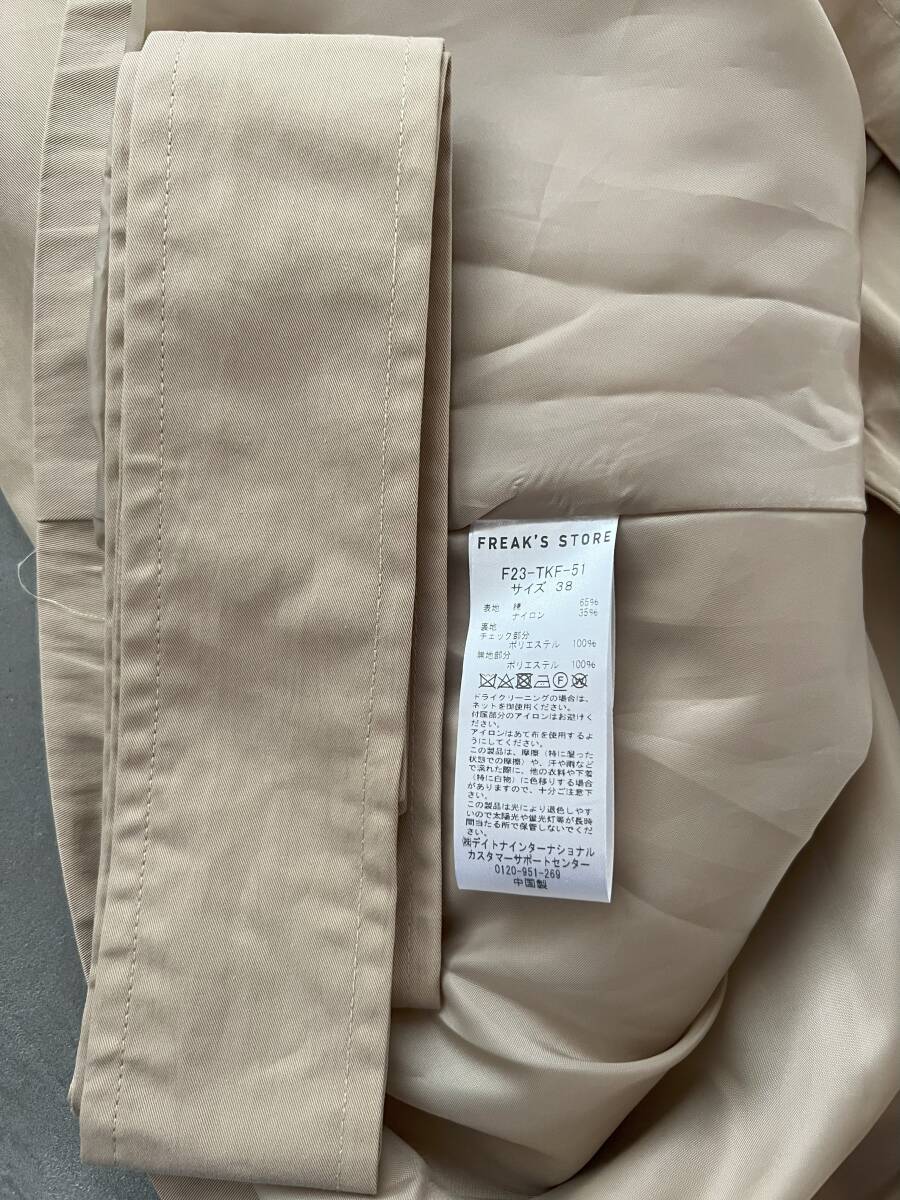 FREAK'S STORE
F23-TKF-51
サイズ 38
表地 綿 65%
ナイロン 35%
裏地
チェック部分
ポリエステル 100%
無地部分
ポリエステル 100%
ドライクリーニングの場合は、
ネットを御使用ください。
付属部分のアイロンはお避けく
ださい。
アイロンはあて布を使用するよ
うにしてください。
この製品は、摩擦（特に湿った
状態での摩擦）や、汗や雨など
で濡れた際に、他の衣料や下着
（特に白物）に色移りする場合
がありますので、十分ご注意下
さい。
この製品は光により退色しやす
いので太陽光や蛍光灯等が長時
間当たる所で保管しないでくだ
さい。
㈱デイトナインターナショナル
カスタマーサポートセンター
0120-951-269
中国製